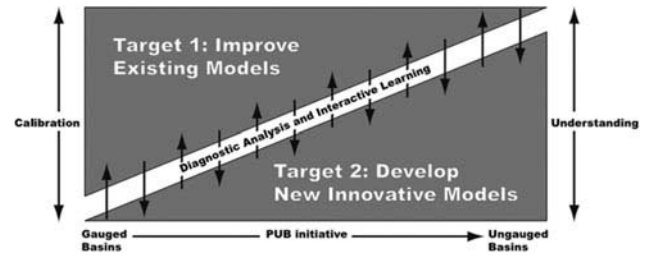 Target 1: Improve
Existing Models
Calibration
Diagnostic Analysis and Interactive Learning
Understanding
Target 2: Develop
New Innovative Models
Gauged
Basins
PUB initiative
Ungauged
Basins